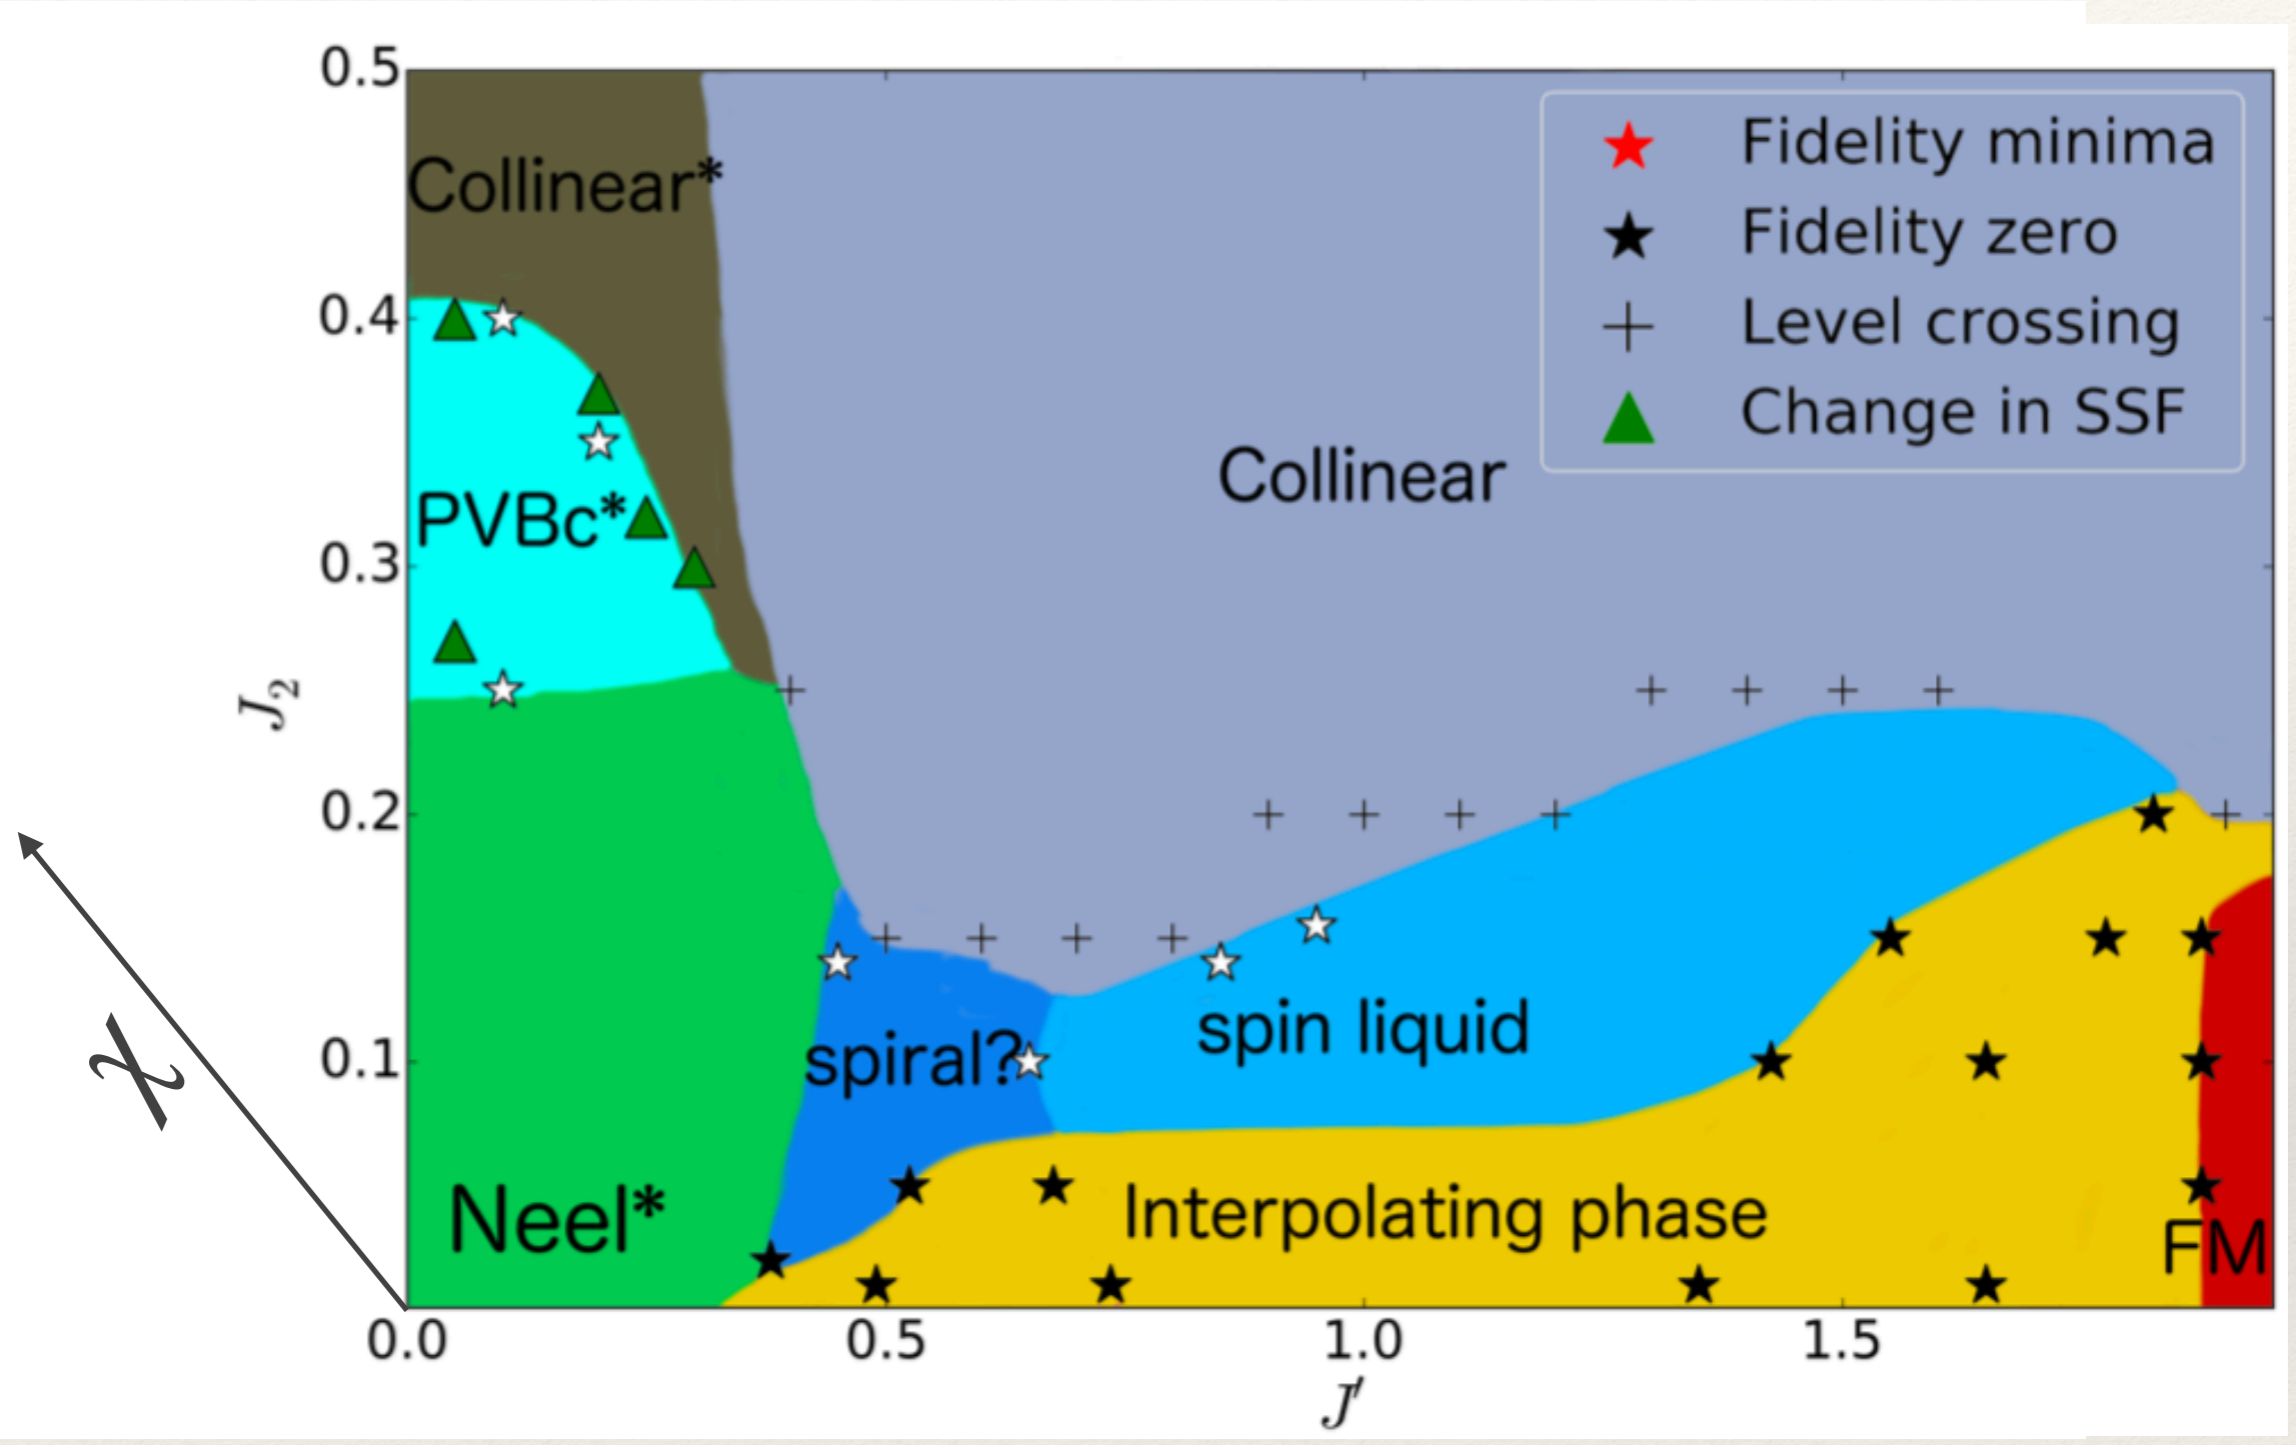 0.5
Fidelity minima
Collinear*
Fidelity zero
0.4
Level crossing
Change in SSF
Collinear
PVBc*
0.3
J₂
0.2
spin liquid
spiral?
0.1
χ
Neel*
Interpolating phase
FM
0.0 0.5 1.0 1.5
J′